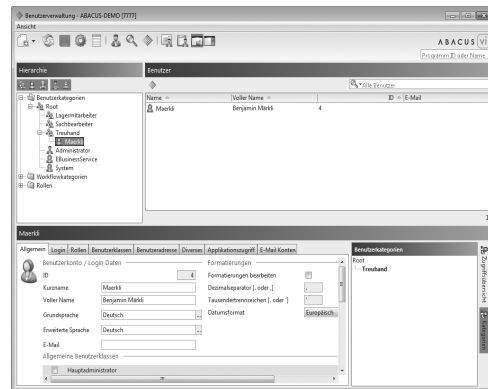 Benutzerverwaltung - ABACUS-DEMO [7777]
Ansicht
ABACUS vi
Programm ID oder Name
Hierarchie
Benutzer
Alle Benutzer
Benutzerkategorien
Root
Lagermitarbeiter
Sachbearbeiter
Treuhand
Maerkli
Administrator
EBusinessService
System
Workflowkategorien
Rollen
Name Voller Name ID E-Mail
Maerkli Benjamin Märkli 4
Maerkli
Allgemein Login Rollen Benutzerklassen Benutzeradresse Diverses Applikationszugriff E-Mail Konten
Benutzerkonto / Login Daten
ID 4
Kurzname Maerkli
Voller Name Benjamin Märkli
Grundsprache Deutsch ...
Erweiterte Sprache Deutsch ...
E-Mail
Allgemeine Benutzerklassen
Hauptadministrator
Formatierungen
Formatierungen bearbeiten
Dezimalseparator [. oder ,] .
Tausendertrennzeichen [. oder '] '
Datumsformat Europäisch
Benutzerkategorien
Root
Treuhand
Zugriffsübersicht
Kategorien